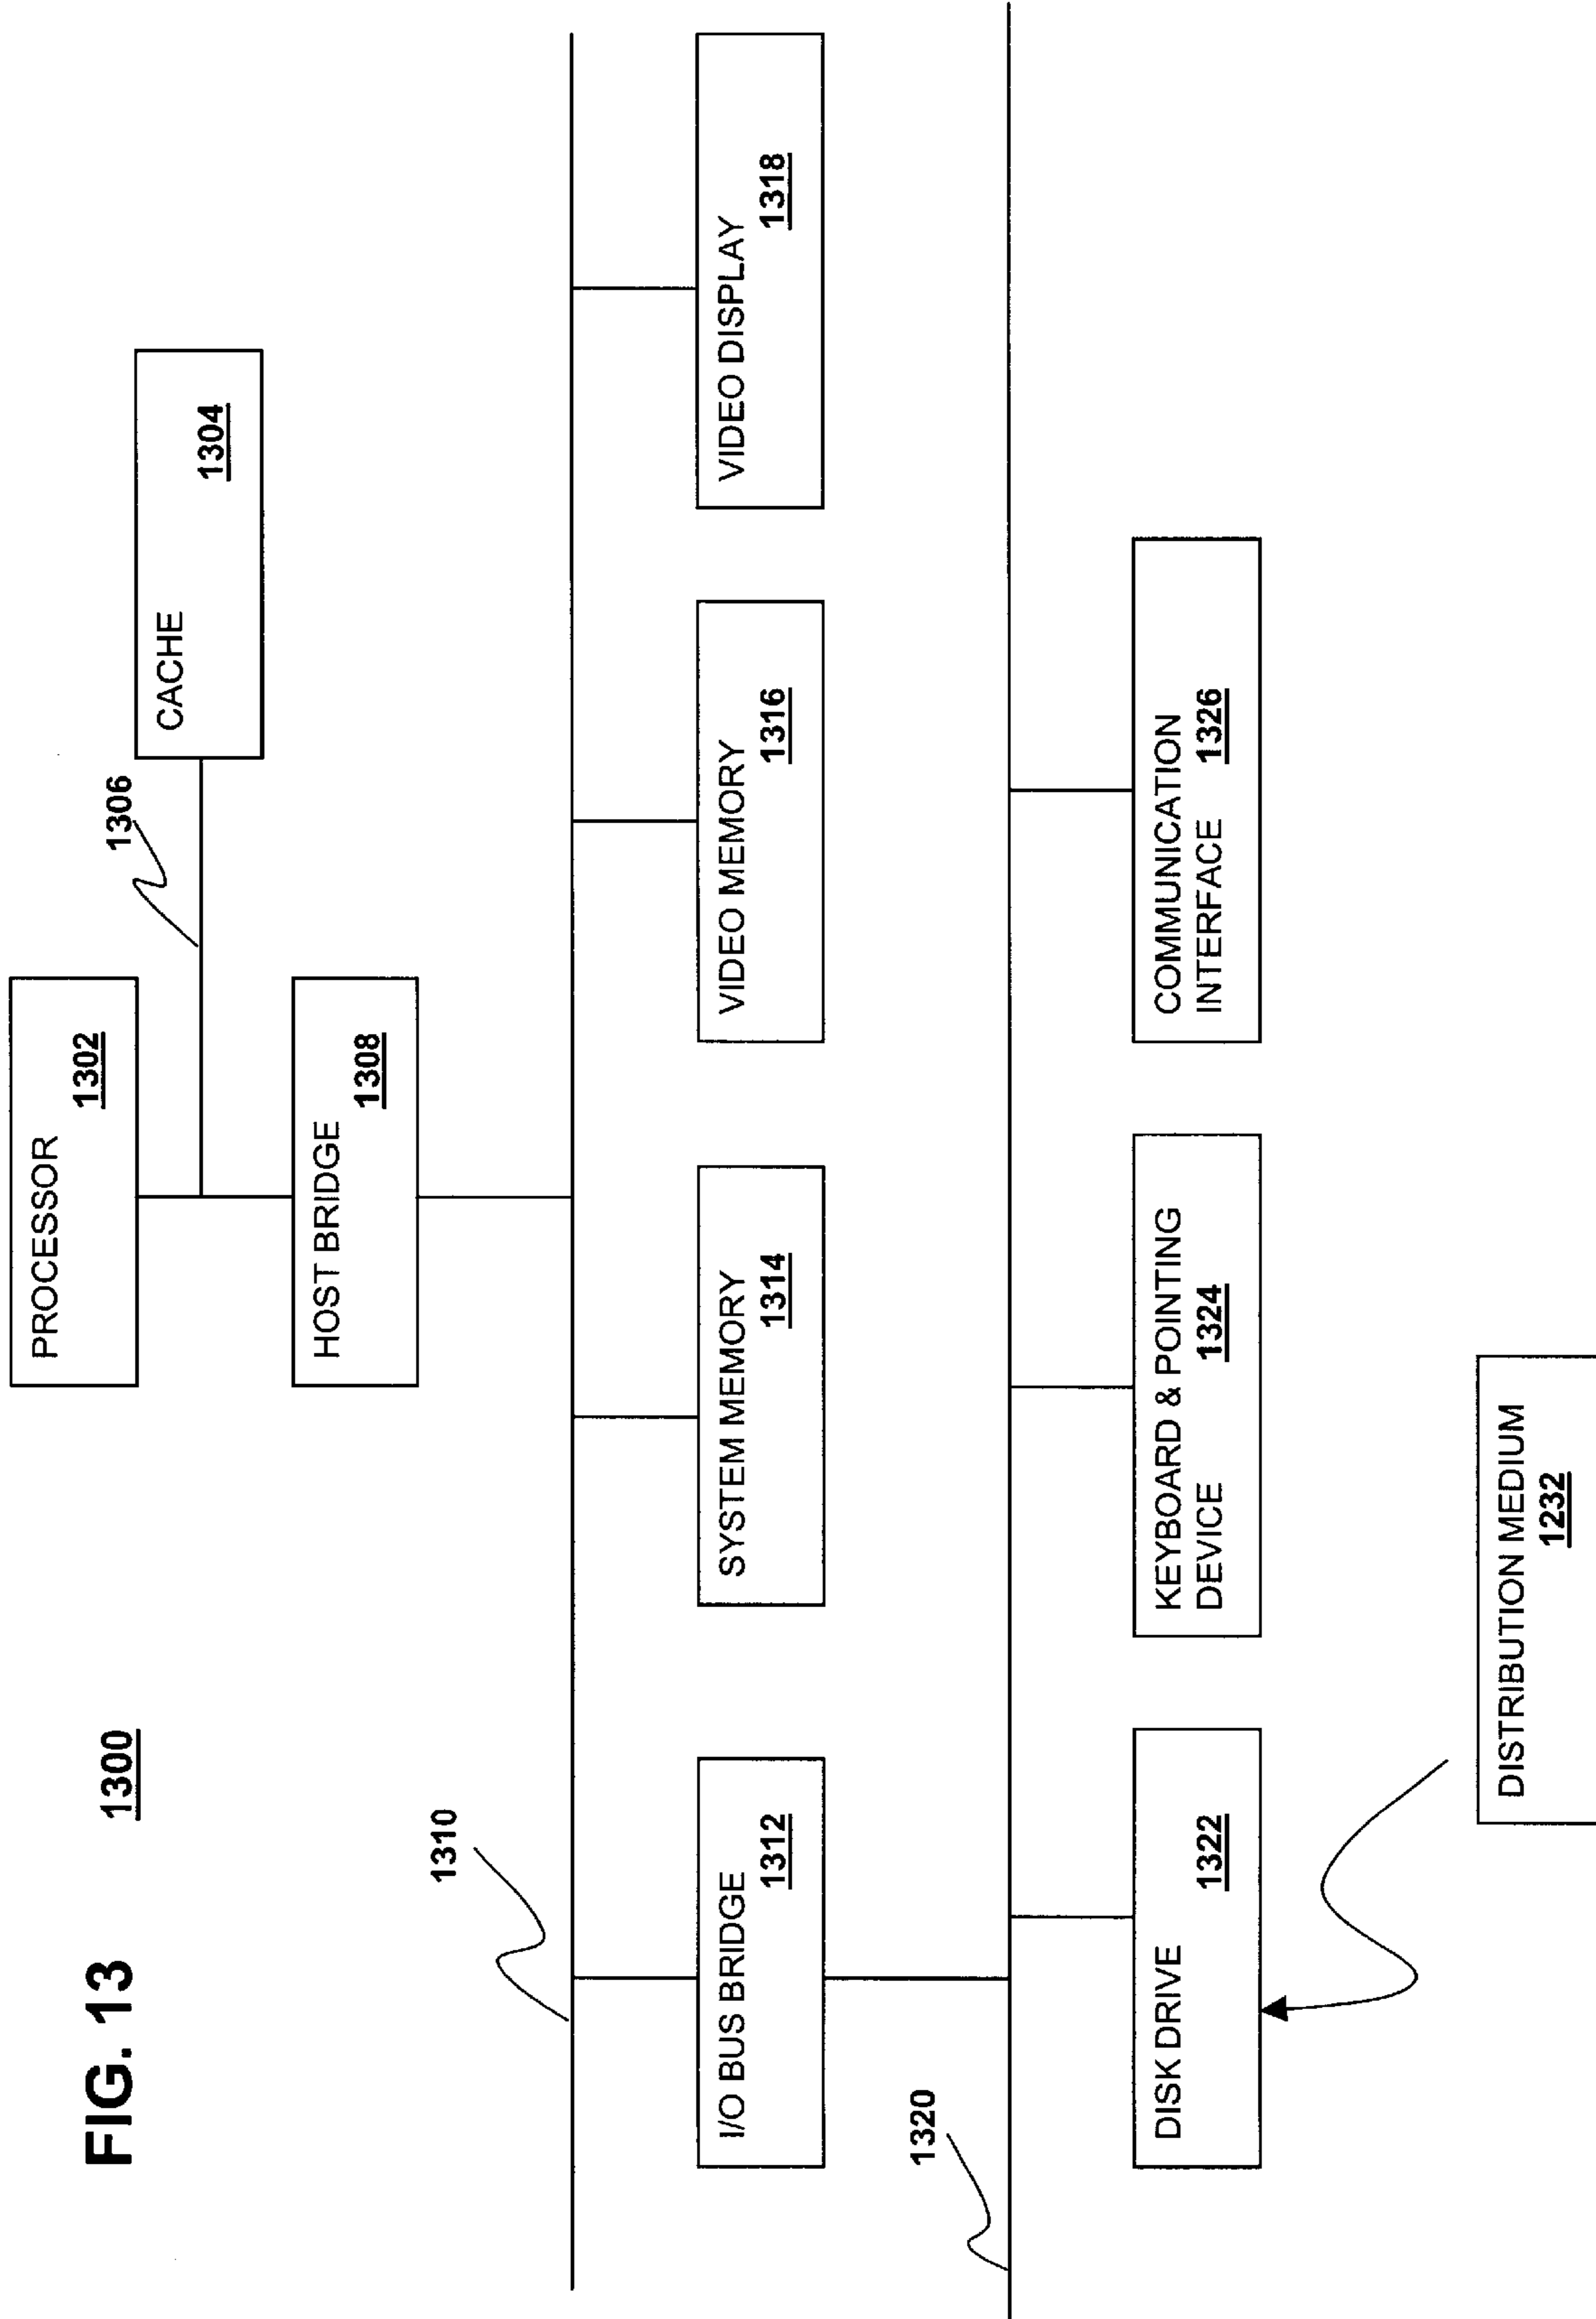 FIG. 13
1300
PROCESSOR
1302
CACHE
1304
1306
HOST BRIDGE
1308
1310
I/O BUS BRIDGE
1312
SYSTEM MEMORY
1314
VIDEO MEMORY
1316
VIDEO DISPLAY
1318
1320
DISK DRIVE
1322
KEYBOARD & POINTING
DEVICE 1324
COMMUNICATION
INTERFACE 1326
DISTRIBUTION MEDIUM
1232